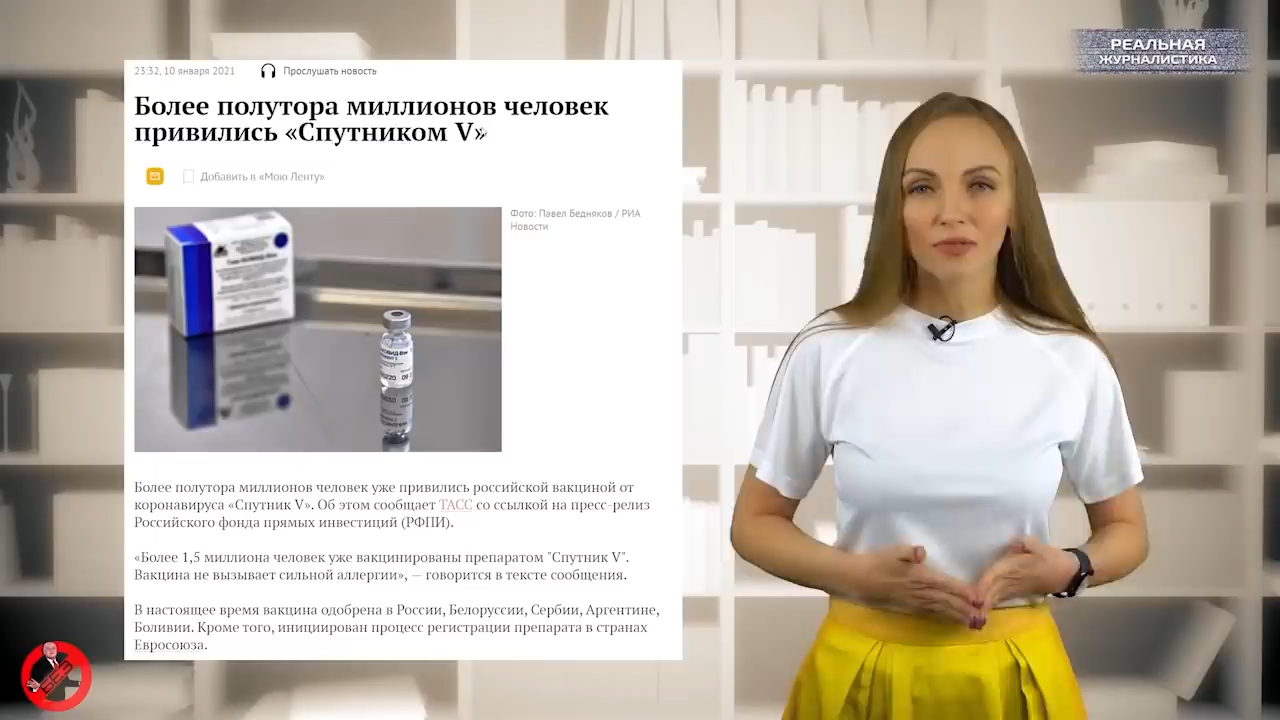 РЕАЛЬНАЯ
ЖУРНАЛИСТИКА
23:32, 10 января 2021
Прослушать новость
Более полутора миллионов человек
привились «Спутником V»
Добавить в «Мою Ленту»
Фото: Павел Бедняков / РИА
Новости
Более полутора миллионов человек уже привились российской вакциной от
коронавируса «Спутник V». Об этом сообщает ТАСС со ссылкой на пресс-релиз
Российского фонда прямых инвестиций (РФПИ).
«Более 1,5 миллиона человек уже вакцинированы препаратом "Спутник V".
Вакцина не вызывает сильной аллергии», — говорится в тексте сообщения.
В настоящее время вакцина одобрена в России, Белоруссии, Сербии, Аргентине,
Боливии. Кроме того, инициирован процесс регистрации препарата в странах
Евросоюза.
БЕЗ